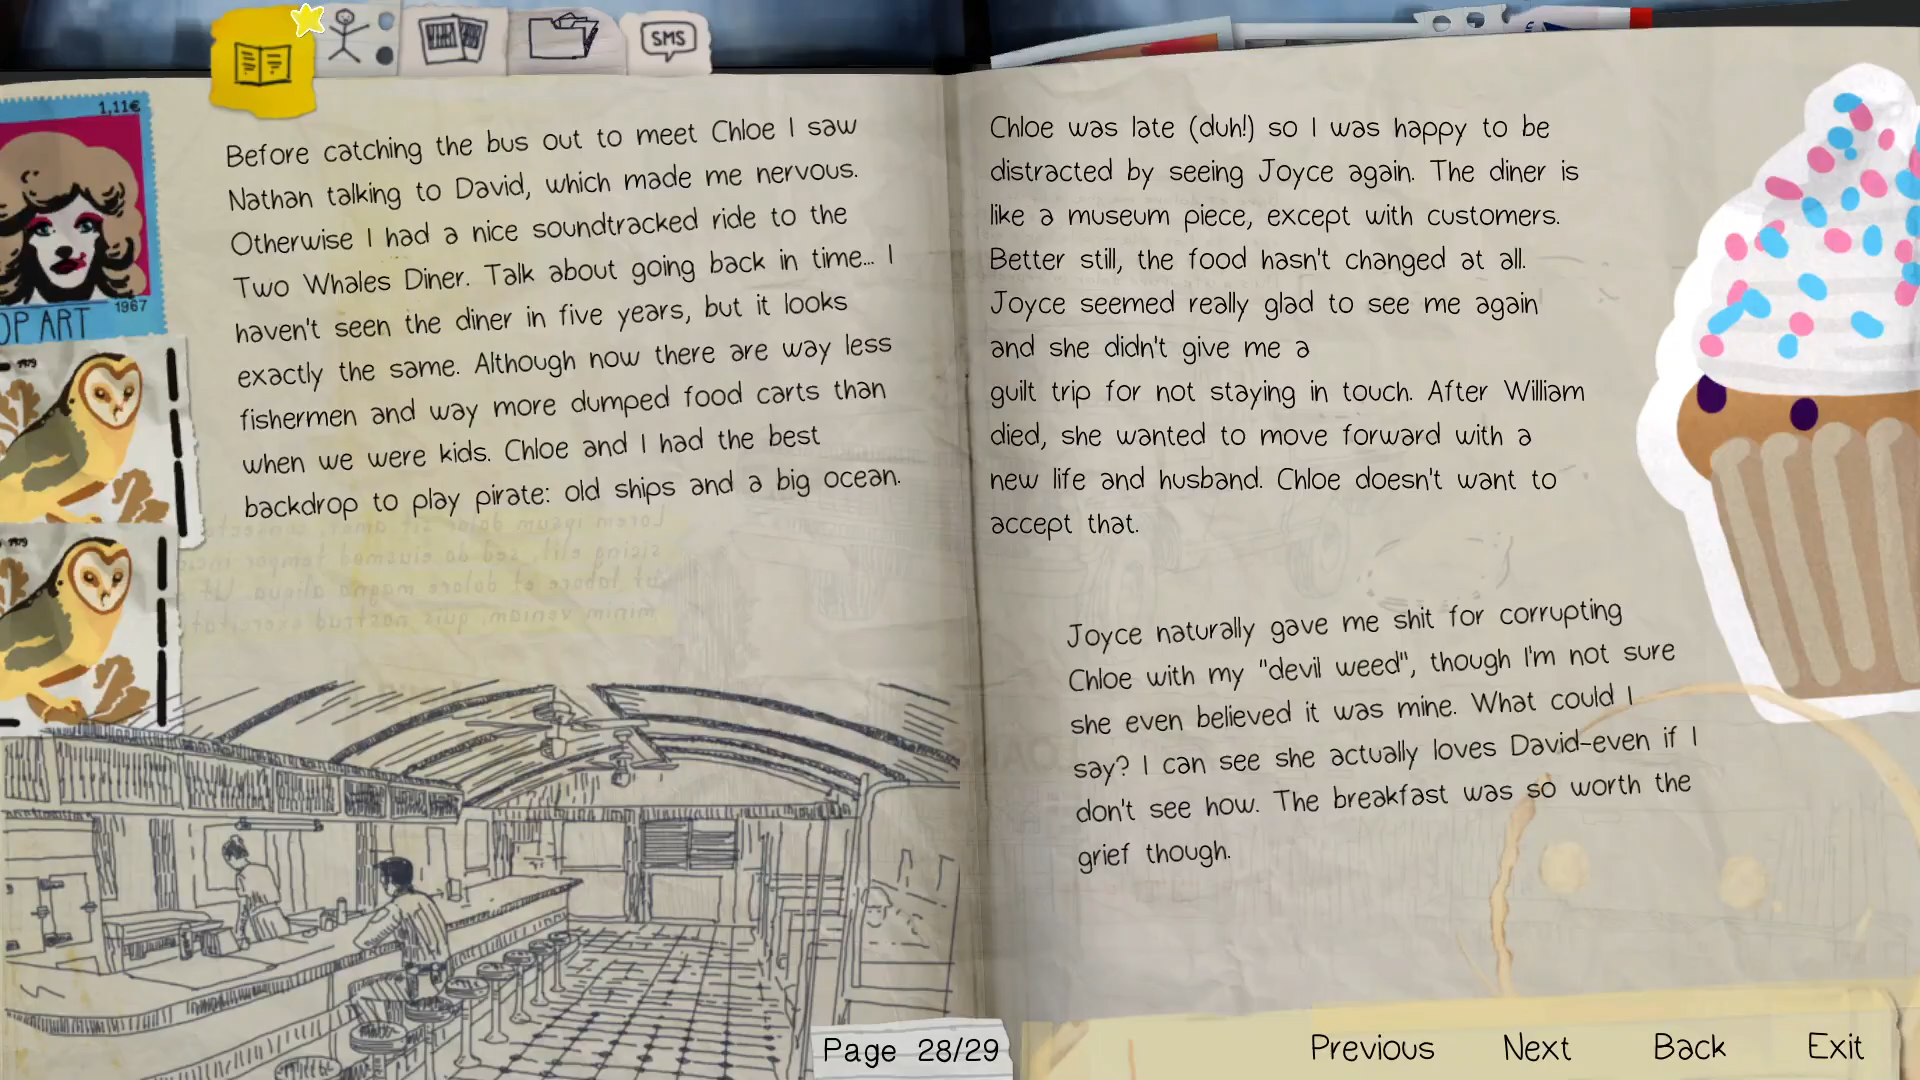 SMS
1,11€
1967
OP ART
1979
1979
Before catching the bus out to meet Chloe I saw
Nathan talking to David, which made me nervous.
Otherwise I had a nice soundtracked ride to the
Two Whales Diner. Talk about going back in time... I
haven't seen the diner in five years, but it looks
exactly the same. Although now there are way less
fishermen and way more dumped food carts than
when we were kids. Chloe and I had the best
backdrop to play pirate: old ships and a big ocean.
Chloe was late (duh!) so I was happy to be
distracted by seeing Joyce again. The diner is
like a museum piece, except with customers.
Better still, the food hasn't changed at all.
Joyce seemed really glad to see me again
and she didn't give me a
guilt trip for not staying in touch. After William
died, she wanted to move forward with a
new life and husband. Chloe doesn't want to
accept that.
Joyce naturally gave me shit for corrupting
Chloe with my "devil weed", though I'm not sure
she even believed it was mine. What could I
say? I can see she actually loves David-even if I
don't see how. The breakfast was so worth the
grief though.
Page 28/29
Previous Next Back Exit